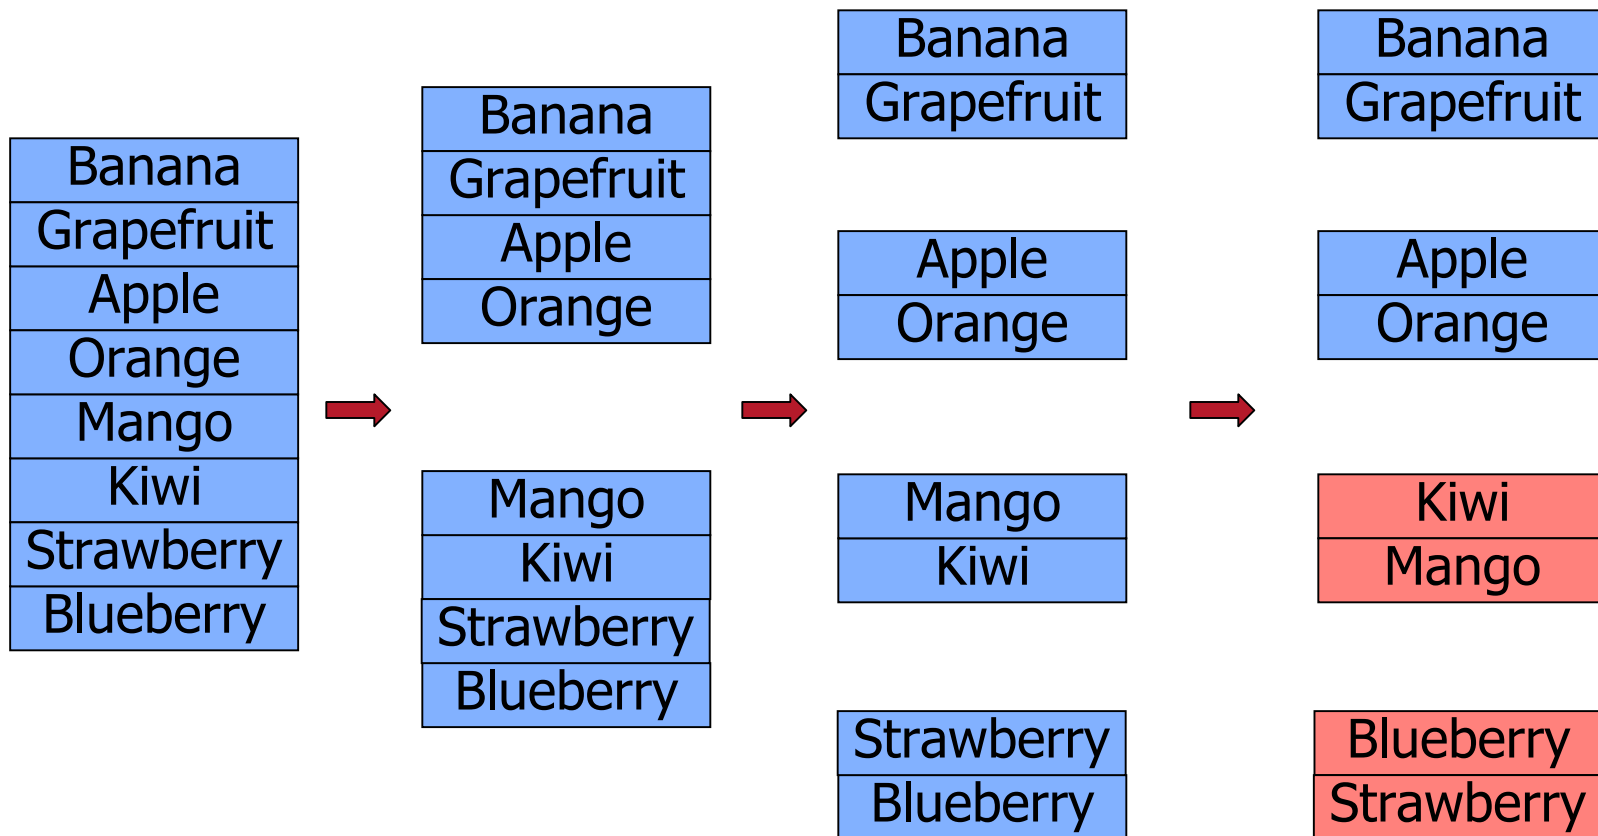 Banana
Grapefruit
Apple
Orange
Mango
Kiwi
Strawberry
Blueberry
Banana
Grapefruit
Apple
Orange
Mango
Kiwi
Strawberry
Blueberry
Banana
Grapefruit
Apple
Orange
Mango
Kiwi
Strawberry
Blueberry
Banana
Grapefruit
Apple
Orange
Kiwi
Mango
Blueberry
Strawberry